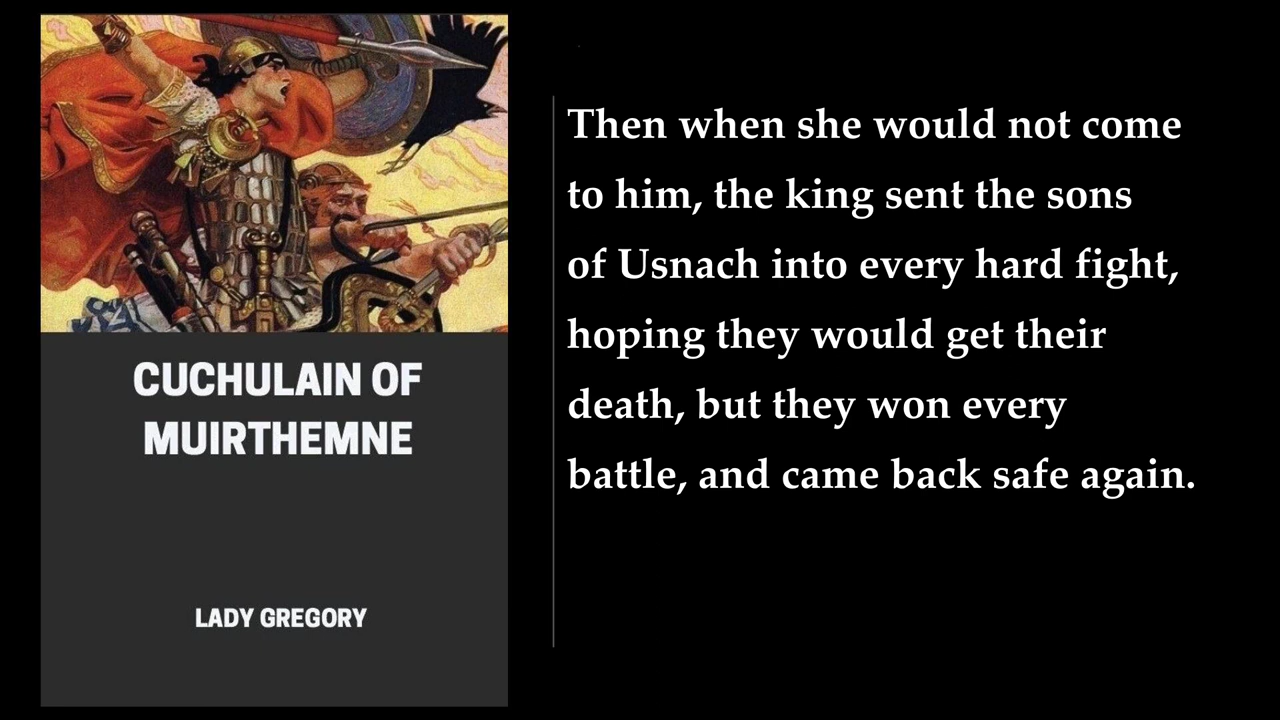 CUCHULAIN OF
MUIRTHEMNE
LADY GREGORY
Then when she would not come
to him, the king sent the sons
of Usnach into every hard fight,
hoping they would get their
death, but they won every
battle, and came back safe again.